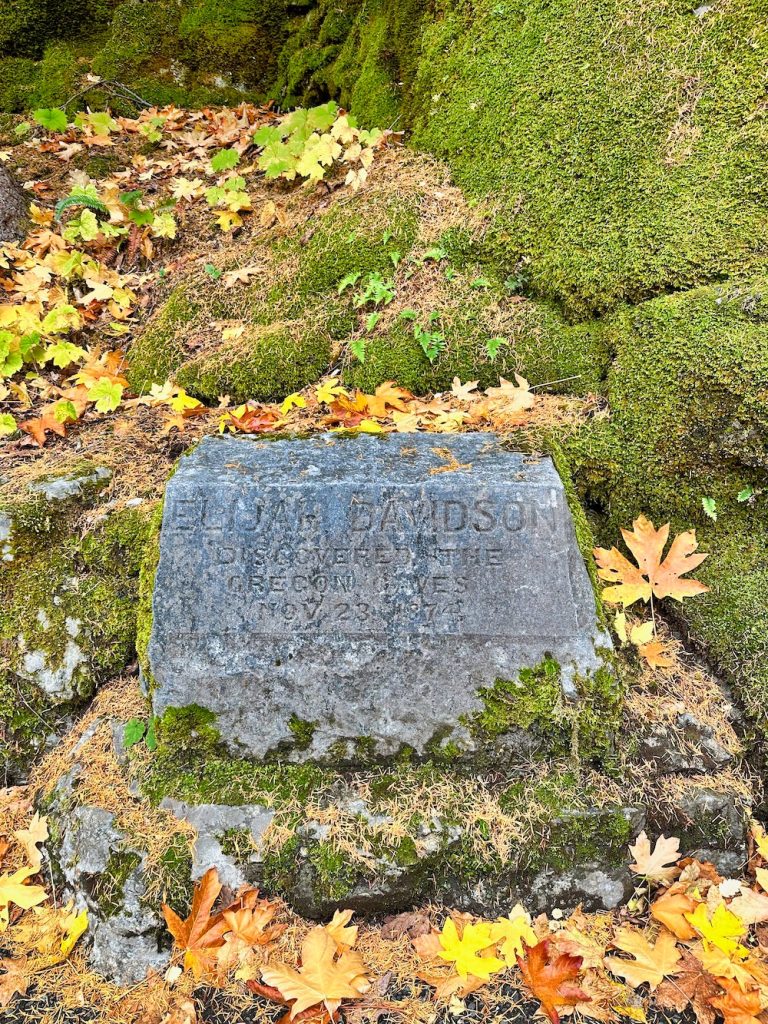 ELIJAH DAVIDSON
DISCOVERED THE
OREGON CAVES
NOV. 23. 1874